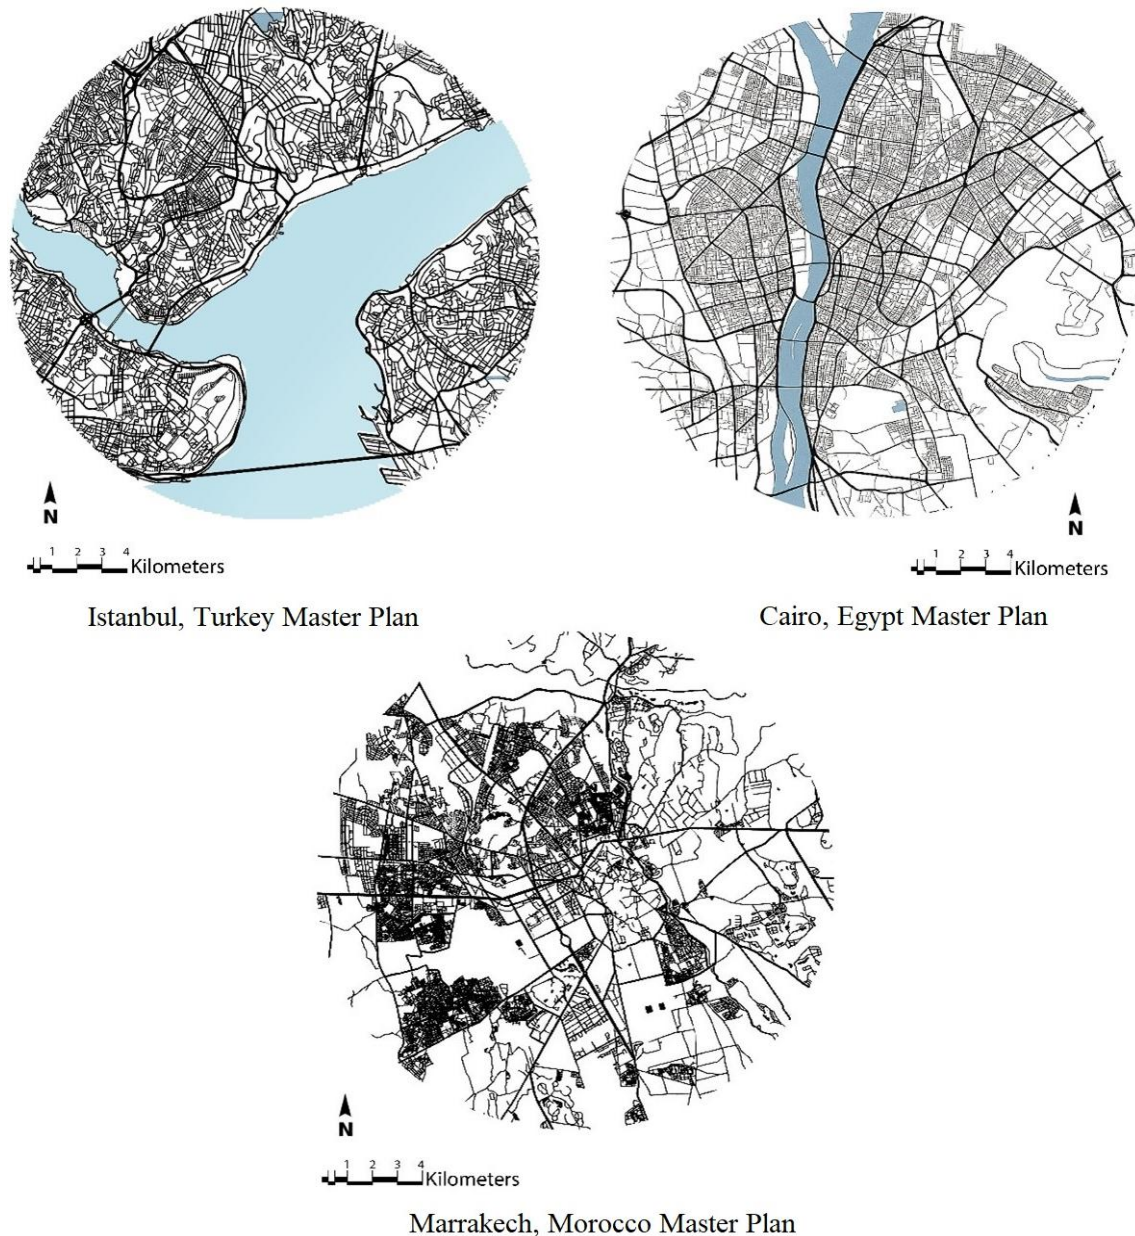 N
1 2 3 4
Kilometers
Istanbul, Turkey Master Plan
N
1 2 3 4
Kilometers
Cairo, Egypt Master Plan
N
1 2 3 4
Kilometers
Marrakech, Morocco Master Plan